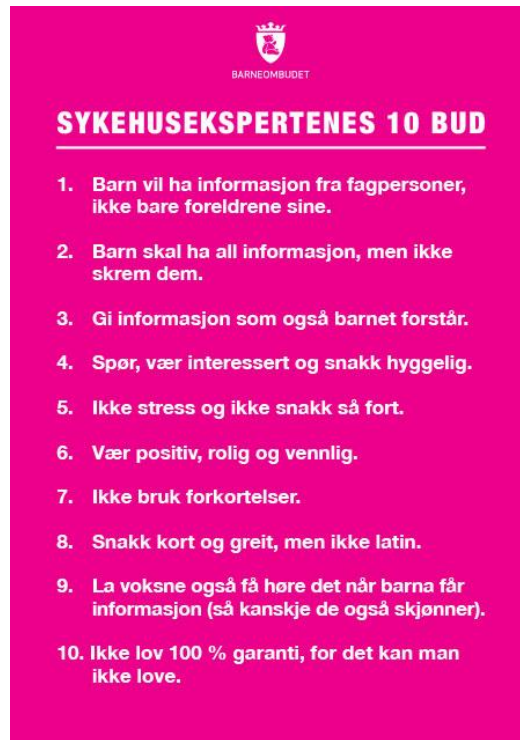 BARNEOMBUDET
SYKEHUSEKSPERTENES 10 BUD
1. Barn vil ha informasjon fra fagpersoner,
ikke bare foreldrene sine.
2. Barn skal ha all informasjon, men ikke
skrem dem.
3. Gi informasjon som også barnet forstår.
4. Spør, vær interessert og snakk hyggelig.
5. Ikke stress og ikke snakk så fort.
6. Vær positiv, rolig og vennlig.
7. Ikke bruk forkortelser.
8. Snakk kort og greit, men ikke latin.
9. La voksne også få høre det når barna får
informasjon (så kanskje de også skjønner).
10. Ikke lov 100 % garanti, for det kan man
ikke love.